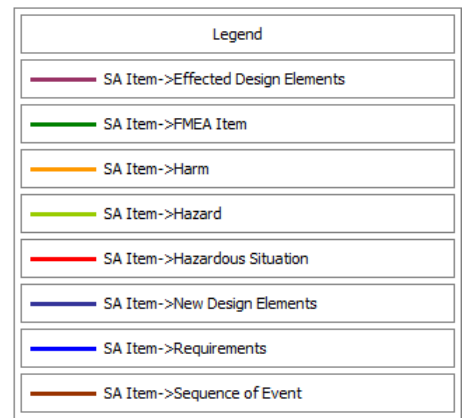 Legend
SA Item->Effected Design Elements
SA Item->FMEA Item
SA Item->Harm
SA Item->Hazard
SA Item->Hazardous Situation
SA Item->New Design Elements
SA Item->Requirements
SA Item->Sequence of Event